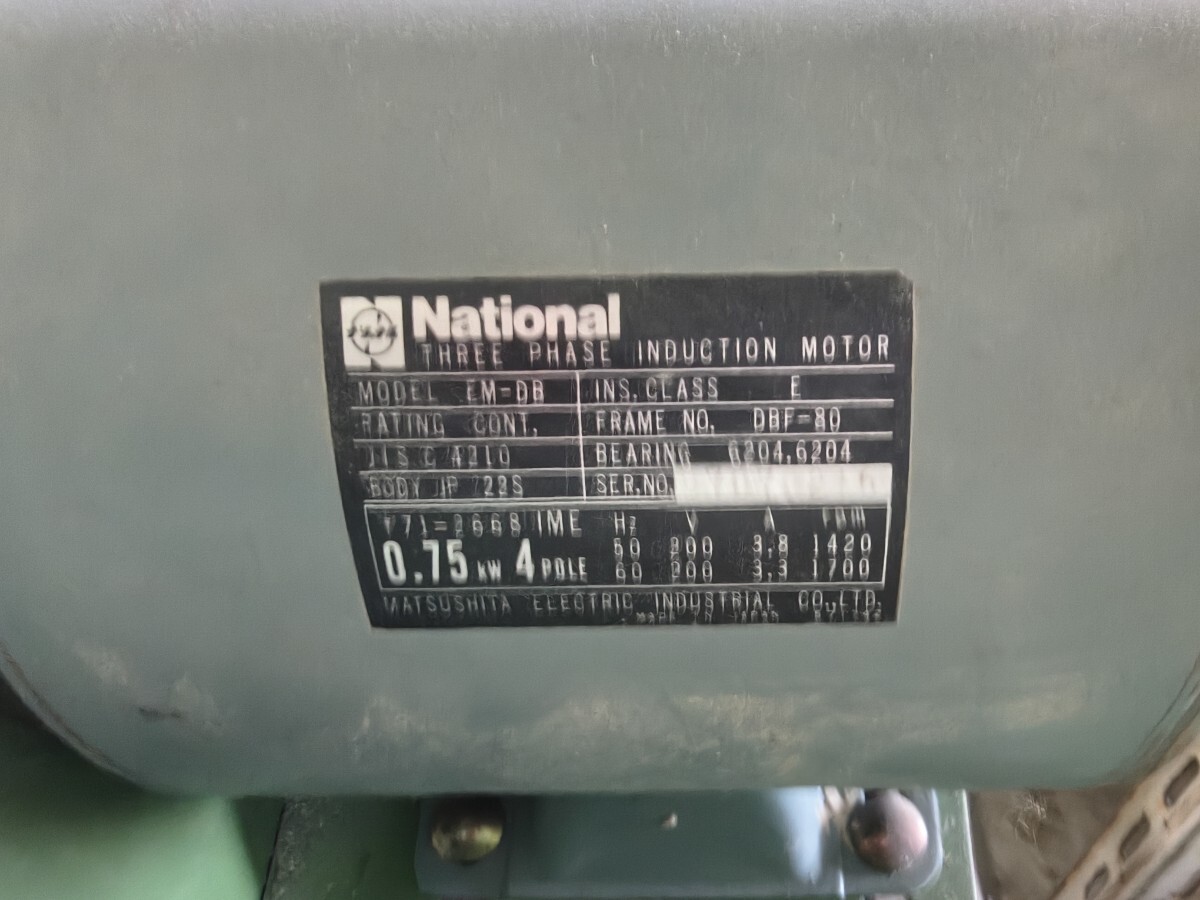 National
THREE PHASE INDUCTION MOTOR
MODEL EM-DB INS. CLASS E
RATING CONT. FRAME NO. DBF-80
C 4210 BEARING 6204,6204
BODY JP 22S SER.NO.
IME Hz V A
0.75 kW 4 POLE 50 200 3.8 1420
60 200 3.3 1700
MATSUSHITA ELECTRIC INDUSTRIAL CO.,LTD.